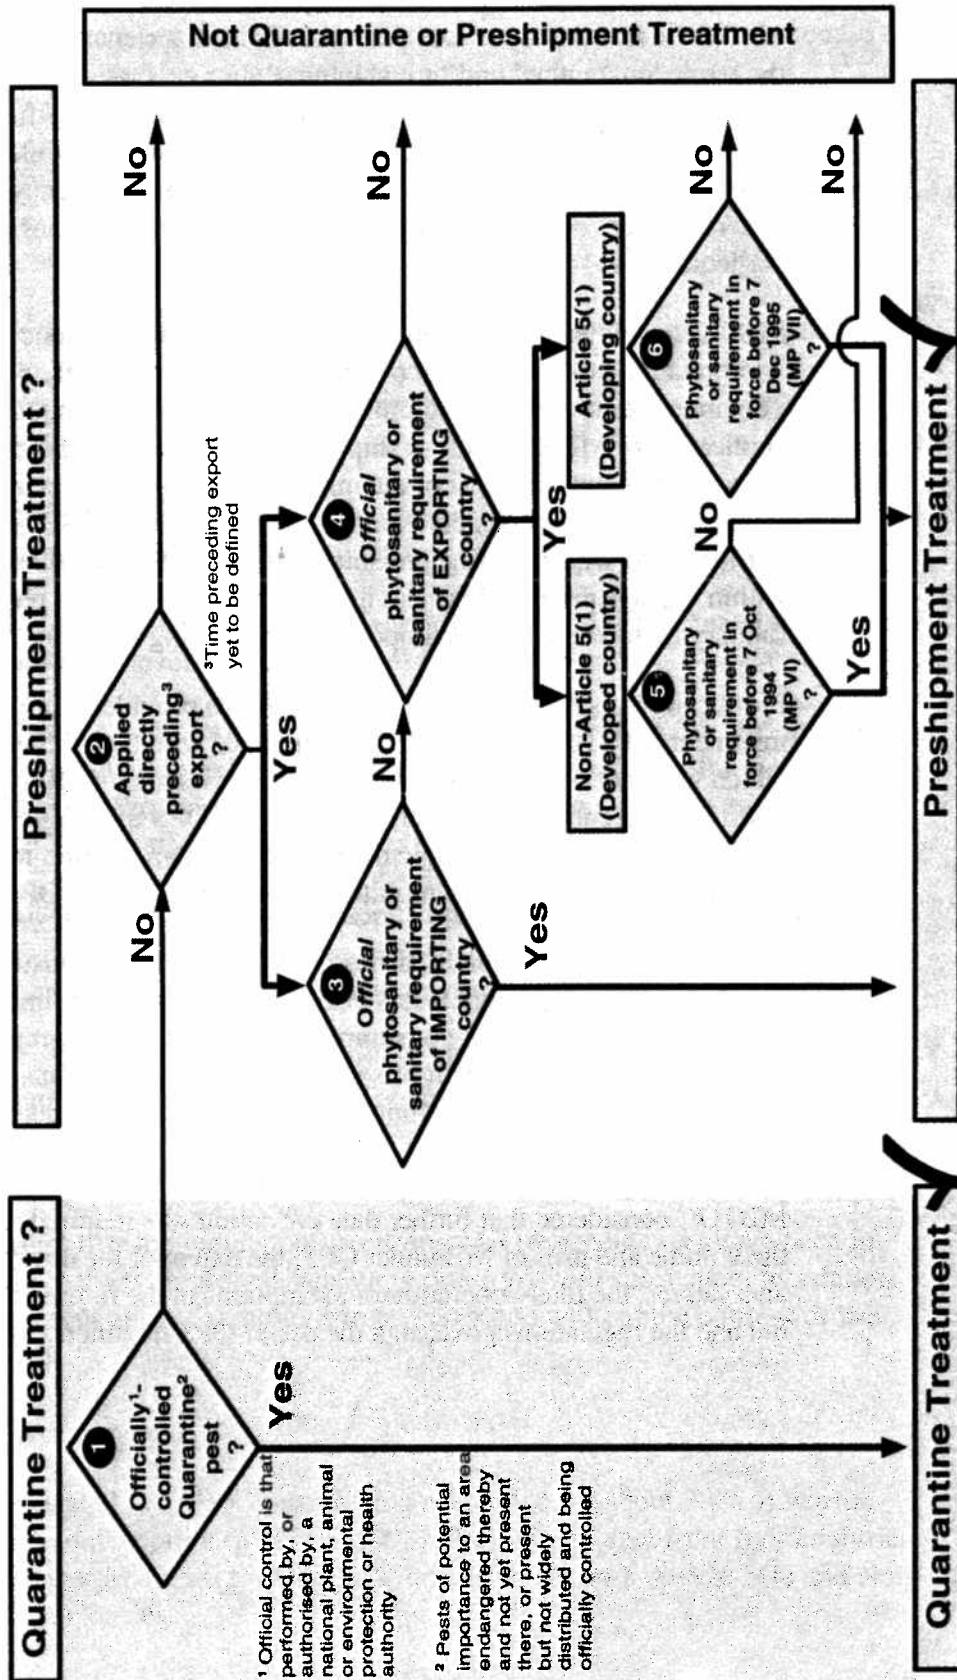 Quarantine Treatment ?
Preshipment Treatment ?
Not Quarantine or Preshipment Treatment
1
Officially¹-
controlled
Quarantine²
pest
?
No
Yes
2
Applied
directly
preceding³
export
?
No
Yes
³Time preceding export
yet to be defined
3
Official
phytosanitary or
sanitary requirement
of IMPORTING
country
?
No
Yes
4
Official
phytosanitary or
sanitary requirement
of EXPORTING
country
?
No
Yes
Non-Article 5(1)
(Developed country)
Article 5(1)
(Developing country)
5
Phytosanitary
or sanitary
requirement in
force before 7 Oct
1994
(MP VI)
?
No
Yes
6
Phytosanitary
or sanitary
requirement in
force before 7
Dec 1995
(MP VII)
?
No
No
¹ Official control is that
performed by, or
authorised by, a
national plant, animal
or environmental
protection or health
authority
² Pests of potential
importance to an area
endangered thereby
and not yet present
there, or present
but not widely
distributed and being
officially controlled
Quarantine Treatment
Preshipment Treatment